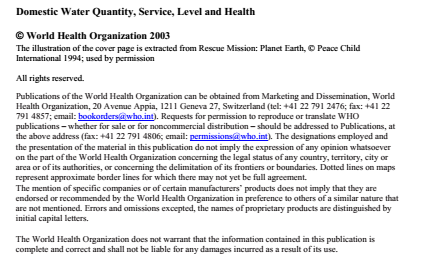 Domestic Water Quantity, Service, Level and Health
© World Health Organization 2003
The illustration of the cover page is extracted from Rescue Mission: Planet Earth, © Peace Child
International 1994; used by permission
All rights reserved.
Publications of the World Health Organization can be obtained from Marketing and Dissemination, World
Health Organization, 20 Avenue Appia, 1211 Geneva 27, Switzerland (tel: +41 22 791 2476; fax: +41 22
791 4857; email: bookorders@who.int). Requests for permission to reproduce or translate WHO
publications – whether for sale or for noncommercial distribution – should be addressed to Publications, at
the above address (fax: +41 22 791 4806; email: permissions@who.int). The designations employed and
the presentation of the material in this publication do not imply the expression of any opinion whatsoever
on the part of the World Health Organization concerning the legal status of any country, territory, city or
area or of its authorities, or concerning the delimitation of its frontiers or boundaries. Dotted lines on maps
represent approximate border lines for which there may not yet be full agreement.
The mention of specific companies or of certain manufacturers' products does not imply that they are
endorsed or recommended by the World Health Organization in preference to others of a similar nature that
are not mentioned. Errors and omissions excepted, the names of proprietary products are distinguished by
initial capital letters.
The World Health Organization does not warrant that the information contained in this publication is
complete and correct and shall not be liable for any damages incurred as a result of its use.